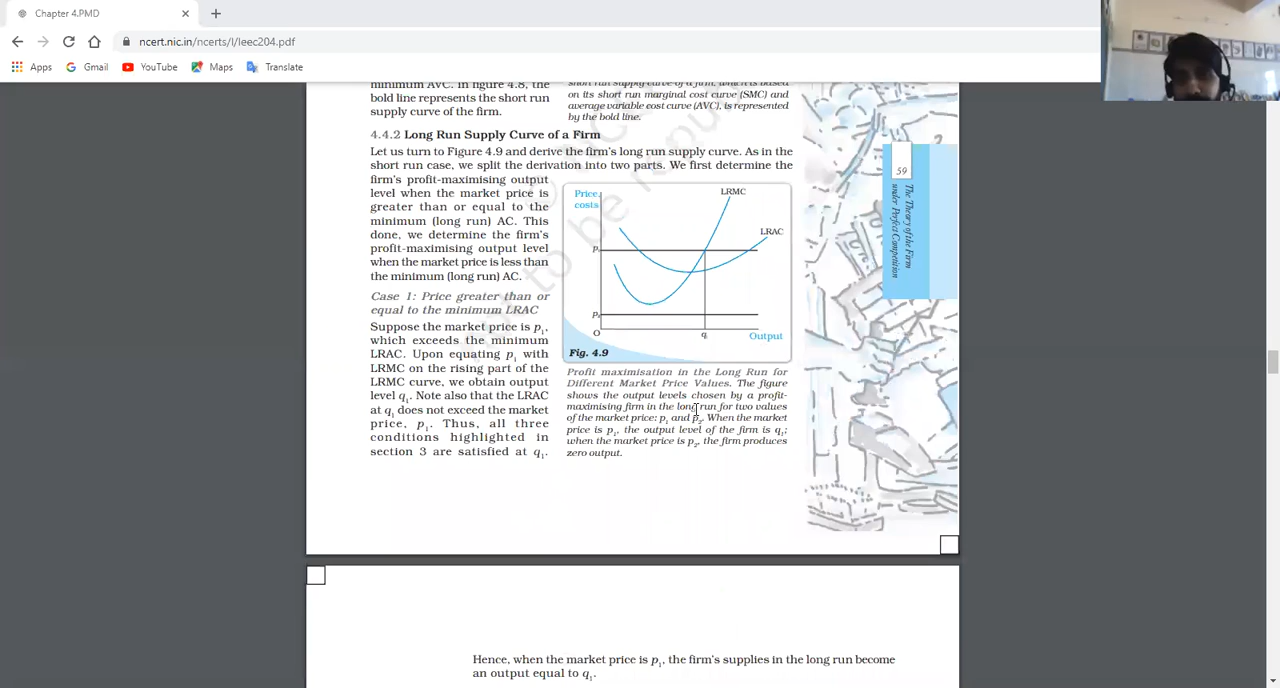 Chapter 4.PMD
ncert.nic.in/ncerts/l/leec204.pdf
Apps Gmail YouTube Maps Translate
minimum AVC. In figure 4.8, the
bold line represents the short run
supply curve of the firm.
short run supply curve of a firm, which is based
on its short run marginal cost curve (SMC) and
average variable cost curve (AVC), is represented
by the bold line.
4.4.2 Long Run Supply Curve of a Firm
Let us turn to Figure 4.9 and derive the firm's long run supply curve. As in the
short run case, we split the derivation into two parts. We first determine the
firm's profit-maximising output
level when the market price is
greater than or equal to the
minimum (long run) AC. This
done, we determine the firm's
profit-maximising output level
when the market price is less than
the minimum (long run) AC.
Case 1: Price greater than or
equal to the minimum LRAC
Suppose the market price is p1,
which exceeds the minimum
LRAC. Upon equating p1 with
LRMC on the rising part of the
LRMC curve, we obtain output
level q1. Note also that the LRAC
at q1 does not exceed the market
price, p1. Thus, all three
conditions highlighted in
section 3 are satisfied at q1.
Price,
costs
LRMC
LRAC
O
q
Output
Fig. 4.9
Profit maximisation in the Long Run for
Different Market Price Values. The figure
shows the output levels chosen by a profit-
maximising firm in the long run for two values
of the market price: p1 and p2. When the market
price is p1, the output level of the firm is q1;
when the market price is p2, the firm produces
zero output.
59
The Theory of the Firm
under Perfect Competition
Hence, when the market price is p1, the firm's supplies in the long run become
an output equal to q1.